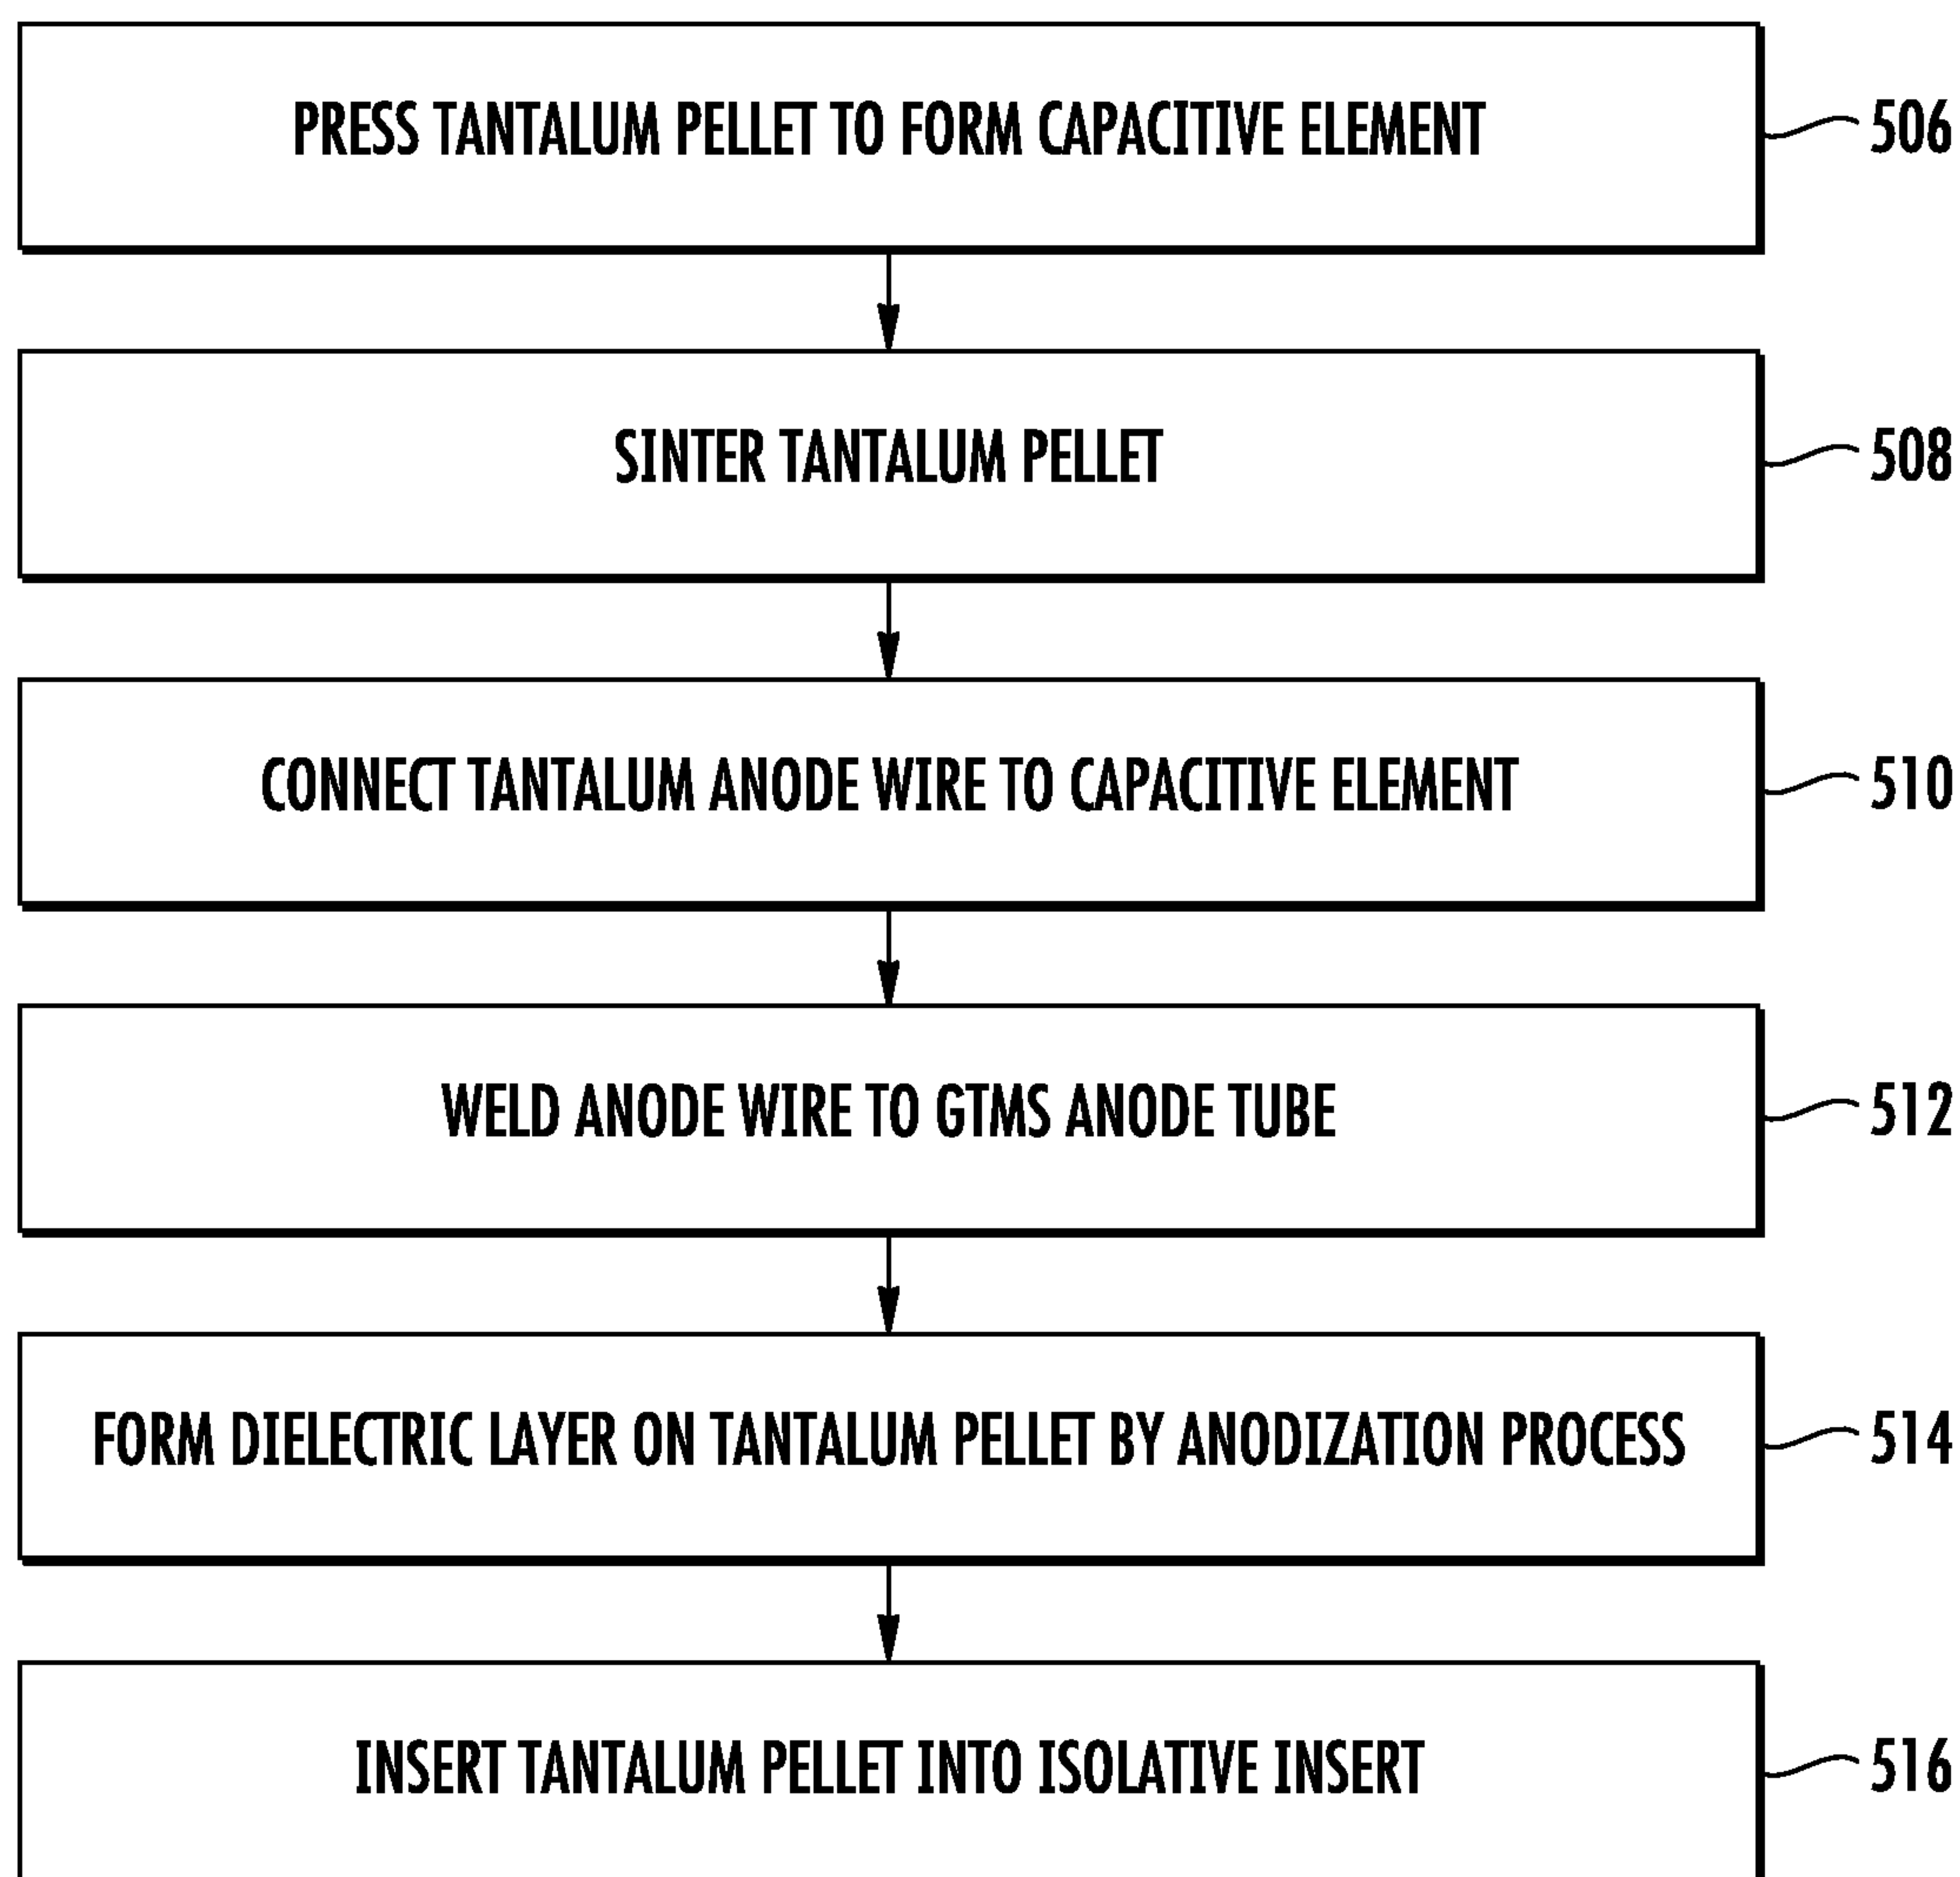 PRESS TANTALUM PELLET TO FORM CAPACITIVE ELEMENT
506
SINTER TANTALUM PELLET
508
CONNECT TANTALUM ANODE WIRE TO CAPACITIVE ELEMENT
510
WELD ANODE WIRE TO GTMS ANODE TUBE
512
FORM DIELECTRIC LAYER ON TANTALUM PELLET BY ANODIZATION PROCESS
514
INSERT TANTALUM PELLET INTO ISOLATIVE INSERT
516